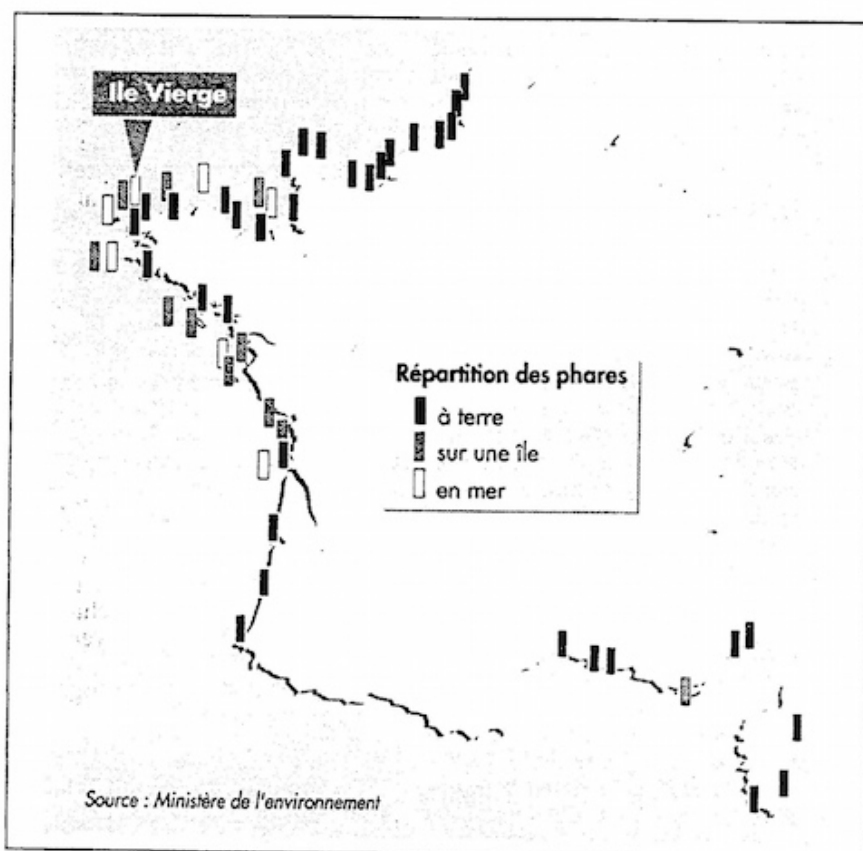 Ile Vierge
Répartition des phares
à terre
sur une île
en mer
Source : Ministère de l'environnement